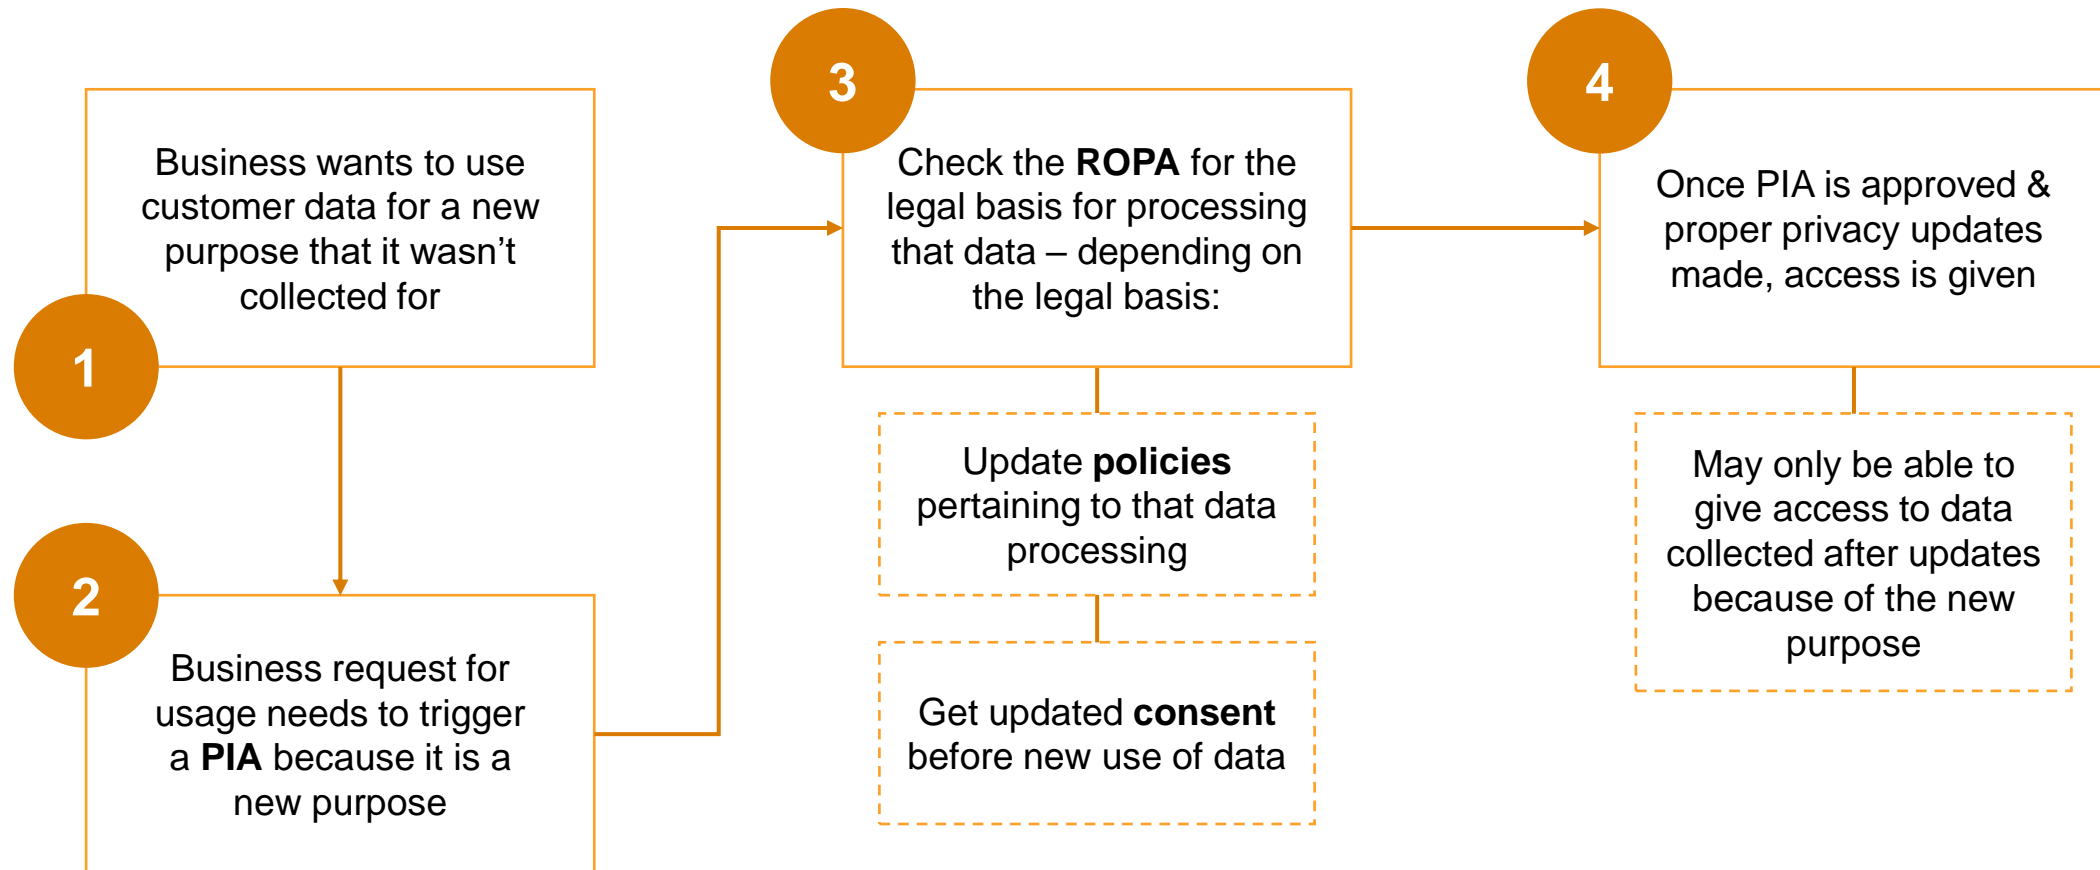 1
Business wants to use
customer data for a new
purpose that it wasn’t
collected for
2
Business request for
usage needs to trigger
a PIA because it is a
new purpose
3
Check the ROPA for the
legal basis for processing
that data – depending on
the legal basis:
Update policies
pertaining to that data
processing
Get updated consent
before new use of data
4
Once PIA is approved &
proper privacy updates
made, access is given
May only be able to
give access to data
collected after updates
because of the new
purpose